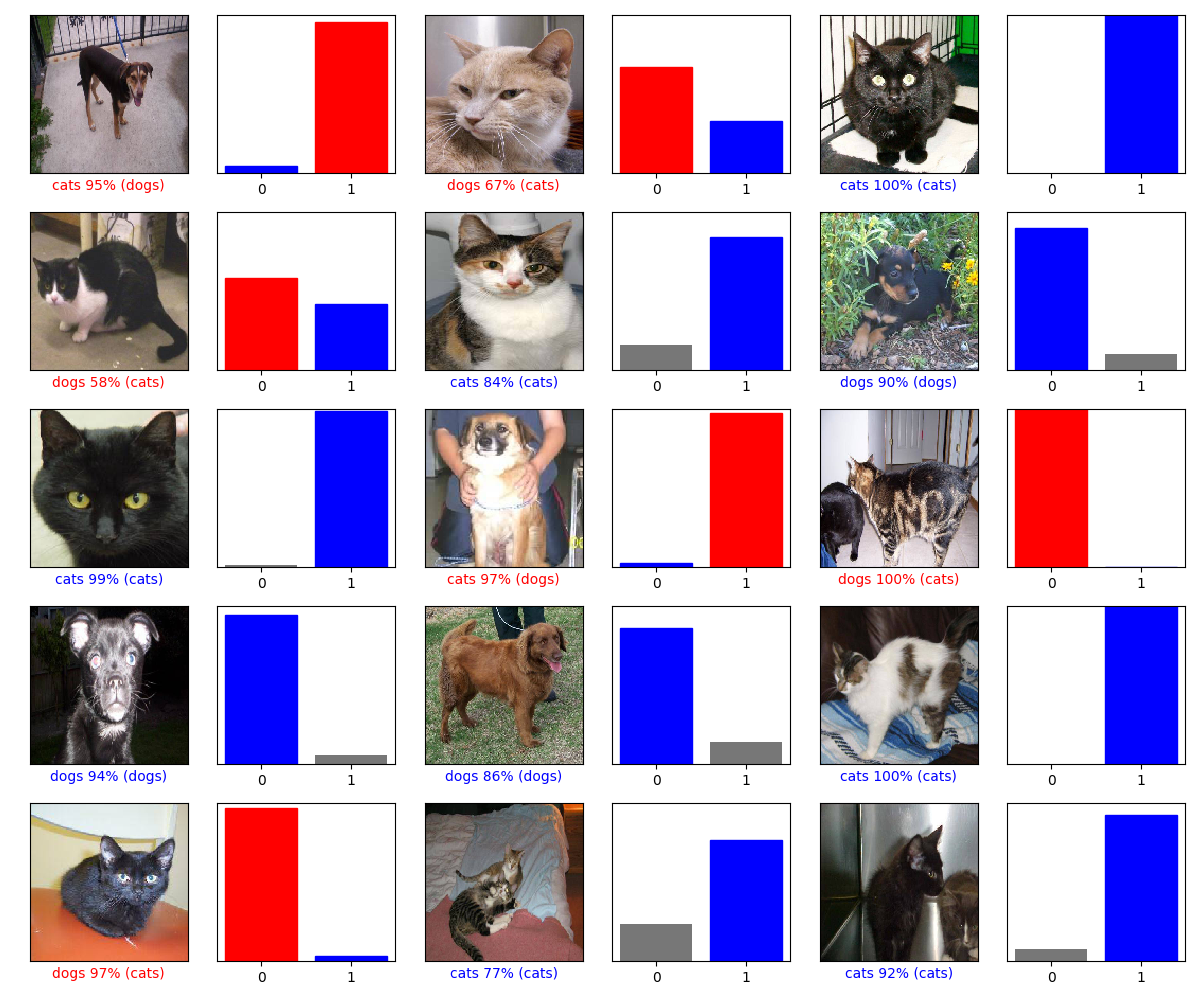 cats 95% (dogs)
0 1
dogs 67% (cats)
0 1
cats 100% (cats)
0 1
dogs 58% (cats)
0 1
cats 84% (cats)
0 1
dogs 90% (dogs)
0 1
cats 99% (cats)
0 1
cats 97% (dogs)
0 1
dogs 100% (cats)
0 1
dogs 94% (dogs)
0 1
dogs 86% (dogs)
0 1
cats 100% (cats)
0 1
dogs 97% (cats)
0 1
cats 77% (cats)
0 1
cats 92% (cats)
0 1